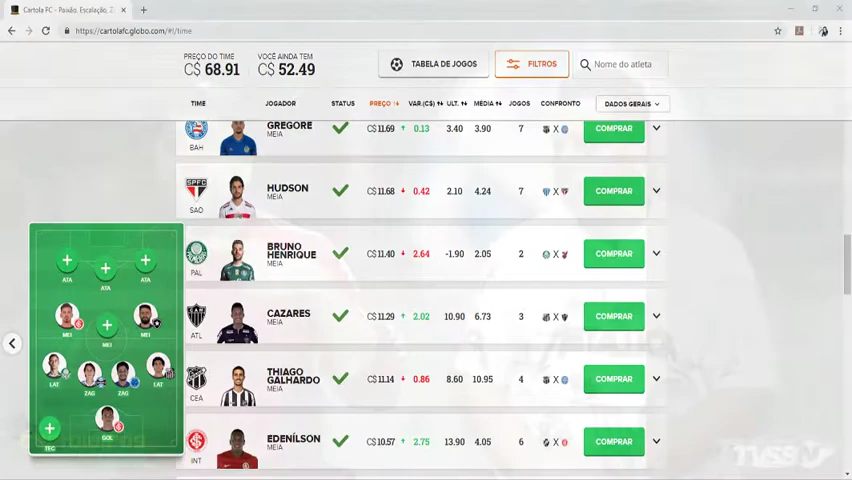 Cartola FC - Paixão. Escalação. Z
https://cartolafc.globo.com/#!/time
PREÇO DO TIME
C$ 68.91
VOCÊ AINDA TEM
C$ 52.49
TABELA DE JOGOS
FILTROS
Nome do atleta
TIME JOGADOR STATUS PREÇO VAR.(C$) ULT. MÉDIA JOGOS CONFRONTO DADOS GERAIS
BAH GREGORE MEIA C$ 11.69 0.13 3.40 3.90 7 X COMPRAR
SPFC
SAO HUDSON MEIA C$ 11.68 0.42 2.10 4.24 7 X COMPRAR
PAL BRUNO HENRIQUE MEIA C$ 11.40 2.64 -1.90 2.05 2 X COMPRAR
ATL CAZARES MEIA C$ 11.29 2.02 10.90 6.73 3 X COMPRAR
CEA THIAGO GALHARDO MEIA C$ 11.14 0.86 8.60 10.95 4 X COMPRAR
INT EDENÍLSON MEIA C$ 10.57 2.75 13.90 4.05 6 X COMPRAR
ATA ATA ATA
MEI MEI MEI
LAT ZAG ZAG LAT
GOL
TEC